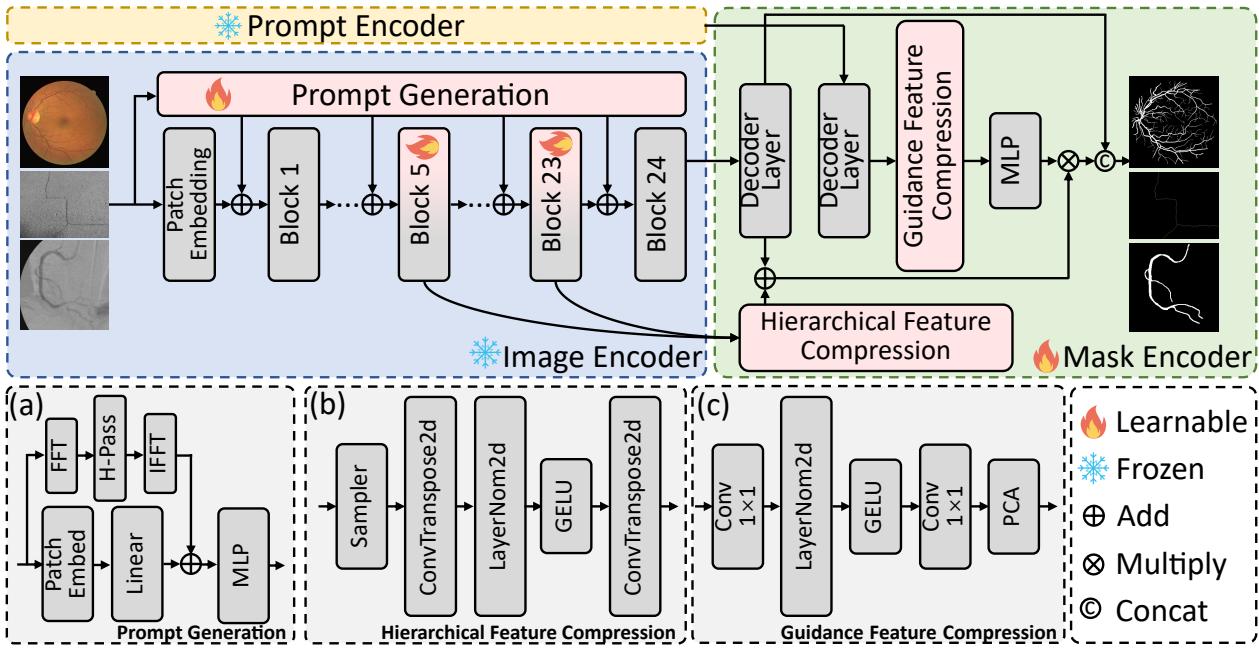 Prompt Encoder
Prompt Generation
Patch
Embedding
Block 1
...
Block 5
...
Block 23
Block 24
Image Encoder
Decoder
Layer
Decoder
Layer
Guidance Feature
Compression
MLP
C
Hierarchical Feature
Compression
Mask Encoder
(a)
FFT
H-Pass
IFFT
Patch
Embed
Linear
MLP
Prompt Generation
(b)
Sampler
ConvTranspose2d
LayerNom2d
GELU
ConvTranspose2d
Hierarchical Feature Compression
(c)
Conv
1×1
LayerNom2d
GELU
Conv
1×1
PCA
Guidance Feature Compression
Learnable
Frozen
Add
Multiply
C Concat